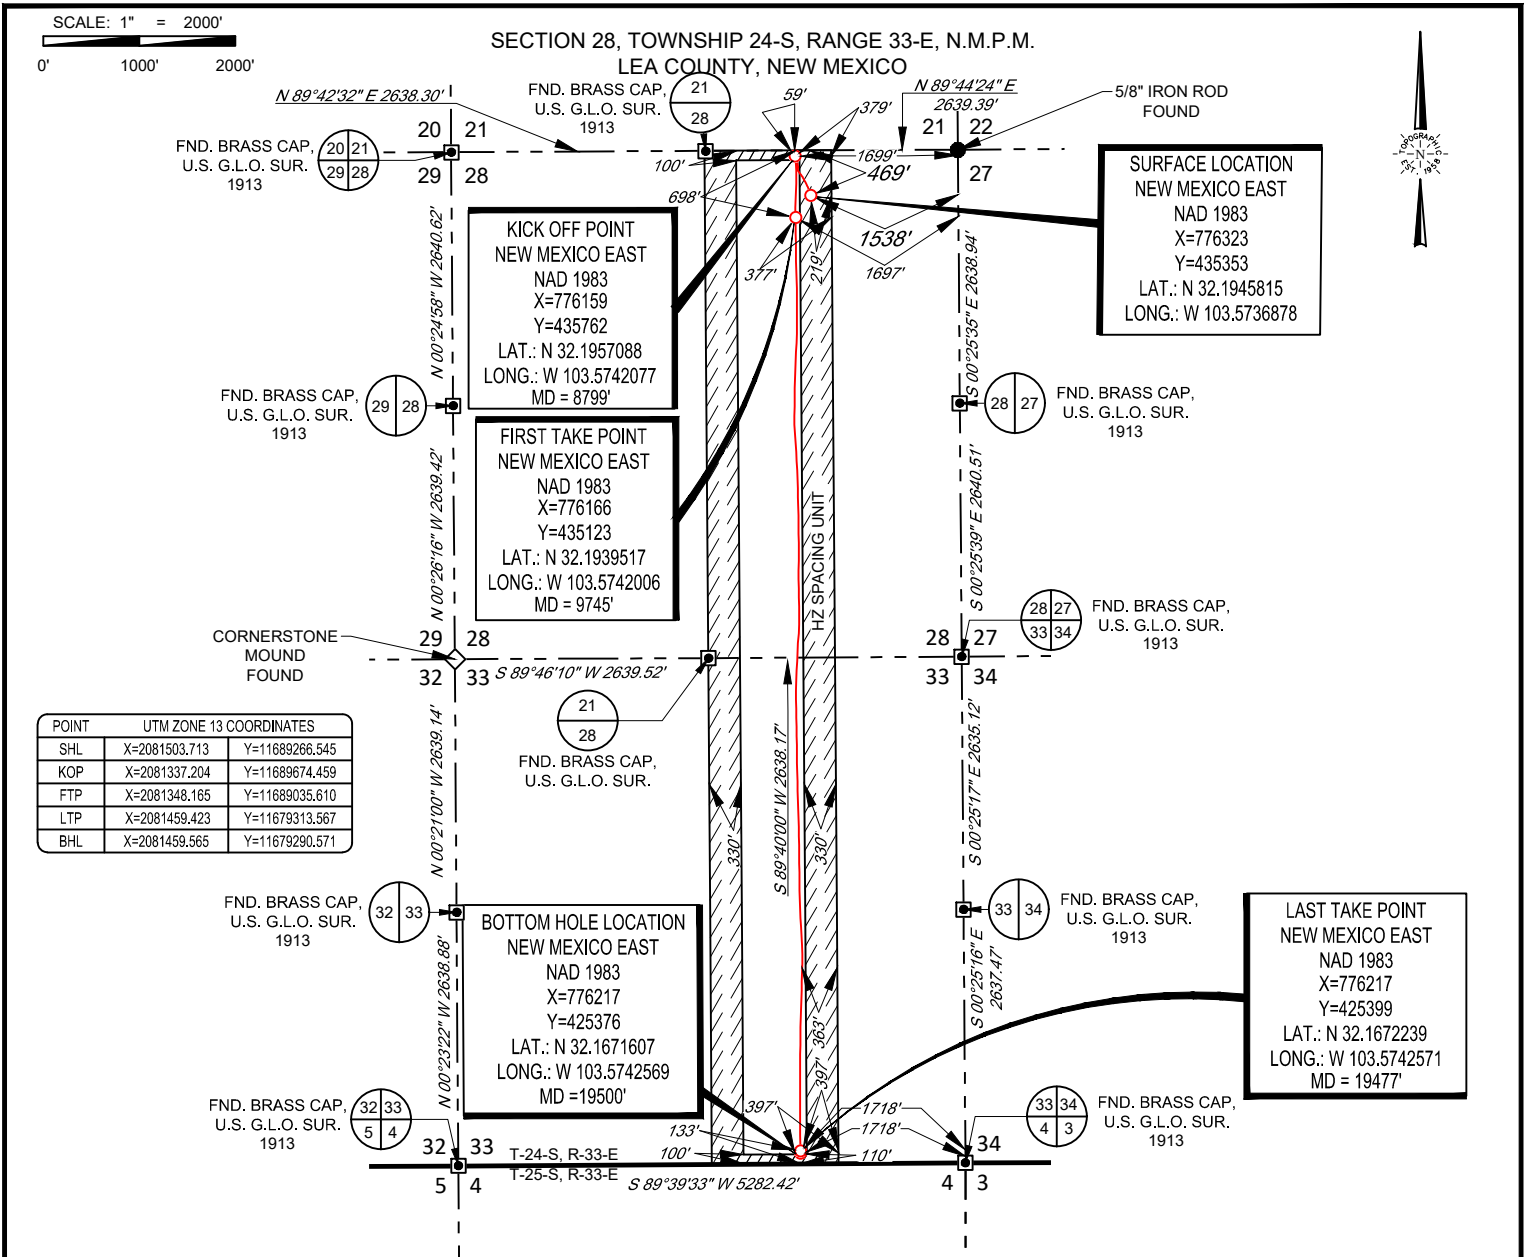 SCALE: 1" = 2000'
0' 1000' 2000'
SECTION 28, TOWNSHIP 24-S, RANGE 33-E, N.M.P.M.
LEA COUNTY, NEW MEXICO
N 89°42'32" E 2638.30'
FND. BRASS CAP,
U.S. G.L.O. SUR.
1913
21
28
59'
379'
N 89°44'24" E
2639.39'
5/8" IRON ROD
FOUND
TOPOGRAPHIC
EST. 1958
N
FND. BRASS CAP,
U.S. G.L.O. SUR.
1913
20 21
29 28
20 21
29 28
21 22
27
100'
1699'
469'
698'
1538'
377'
219'
1697'
KICK OFF POINT
NEW MEXICO EAST
NAD 1983
X=776159
Y=435762
LAT.: N 32.1957088
LONG.: W 103.5742077
MD = 8799'
SURFACE LOCATION
NEW MEXICO EAST
NAD 1983
X=776323
Y=435353
LAT.: N 32.1945815
LONG.: W 103.5736878
N 00°24'58" W 2640.62'
S 00°25'35" E 2638.94'
FND. BRASS CAP,
U.S. G.L.O. SUR.
1913
29 28
28 27
FND. BRASS CAP,
U.S. G.L.O. SUR.
1913
FIRST TAKE POINT
NEW MEXICO EAST
NAD 1983
X=776166
Y=435123
LAT.: N 32.1939517
LONG.: W 103.5742006
MD = 9745'
N 00°26'16" W 2639.42'
HZ SPACING UNIT
S 00°25'39" E 2640.51'
28 27
33 34
FND. BRASS CAP,
U.S. G.L.O. SUR.
1913
CORNERSTONE
MOUND
FOUND
29 28
32 33
28 27
33 34
S 89°46'10" W 2639.52'
21
28
FND. BRASS CAP,
U.S. G.L.O. SUR.
POINT UTM ZONE 13 COORDINATES
SHL X=2081503.713 Y=11689266.545
KOP X=2081337.204 Y=11689674.459
FTP X=2081348.165 Y=11689035.610
LTP X=2081459.423 Y=11679313.567
BHL X=2081459.565 Y=11679290.571
N 00°21'00" W 2639.14'
S 89°40'00" W 2638.17'
S 00°25'17" E 2635.12'
330'
330'
FND. BRASS CAP,
U.S. G.L.O. SUR.
1913
32 33
33 34
FND. BRASS CAP,
U.S. G.L.O. SUR.
1913
BOTTOM HOLE LOCATION
NEW MEXICO EAST
NAD 1983
X=776217
Y=425376
LAT.: N 32.1671607
LONG.: W 103.5742569
MD =19500'
LAST TAKE POINT
NEW MEXICO EAST
NAD 1983
X=776217
Y=425399
LAT.: N 32.1672239
LONG.: W 103.5742571
MD = 19477'
N 00°23'22" W 2638.88'
S 00°25'16" E
2637.47'
363'
397'
397'
133'
100'
1718'
1718'
110'
FND. BRASS CAP,
U.S. G.L.O. SUR.
1913
32 33
5 4
33 34
4 3
FND. BRASS CAP,
U.S. G.L.O. SUR.
1913
32 33
5 4
34
4 3
T-24-S, R-33-E
T-25-S, R-33-E
S 89°39'33" W 5282.42'